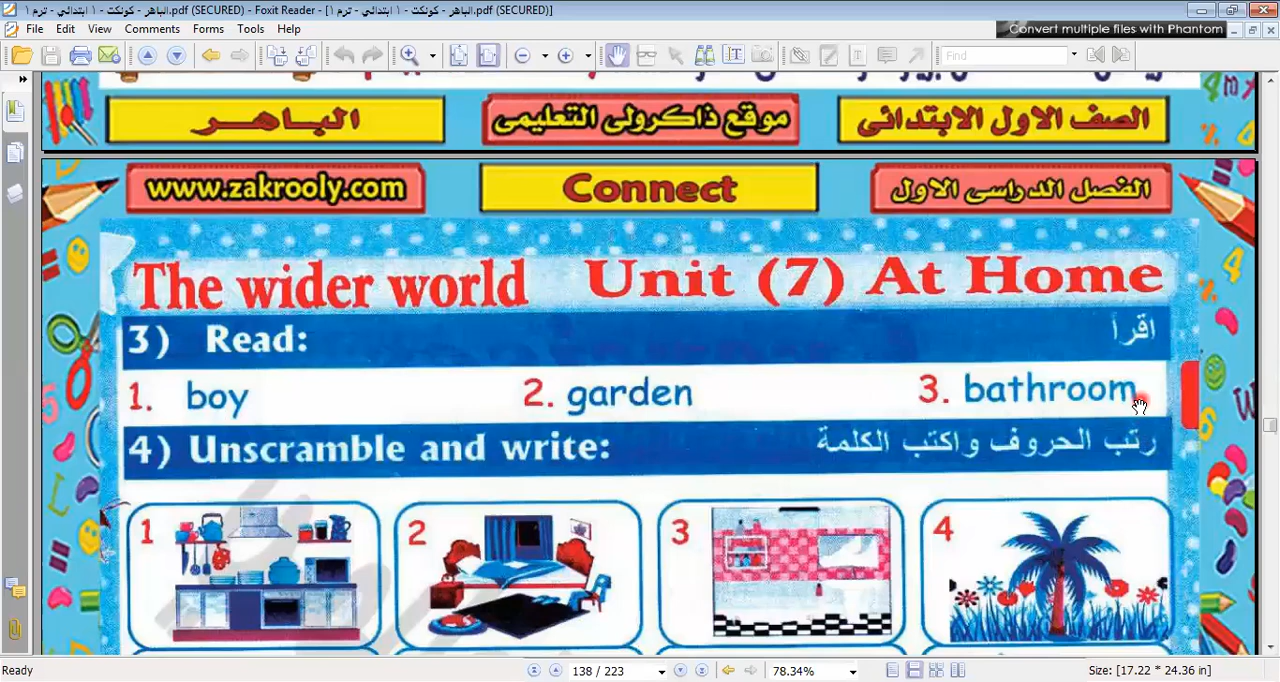 الباهر - كونكت - ١ ابتدائي - ترم ١.pdf (SECURED) - Foxit Reader - [الباهر - كونكت - ١ ابتدائي - ترم ١.pdf (SECURED)]
File Edit View Comments Forms Tools Help
Convert multiple files with Phantom
Find
الصف الاول الابتدائى
موقع ذاكرولى التعليمى
الباهر
www.zakrooly.com
Connect
الفصل الدراسى الاول
The wider world Unit (7) At Home
3) Read: اقرأ
1. boy 2. garden 3. bathroom
4) Unscramble and write: رتب الحروف واكتب الكلمة
1
2
3
4
Ready
138 / 223
78.34%
Size: [17.22 * 24.36 in]